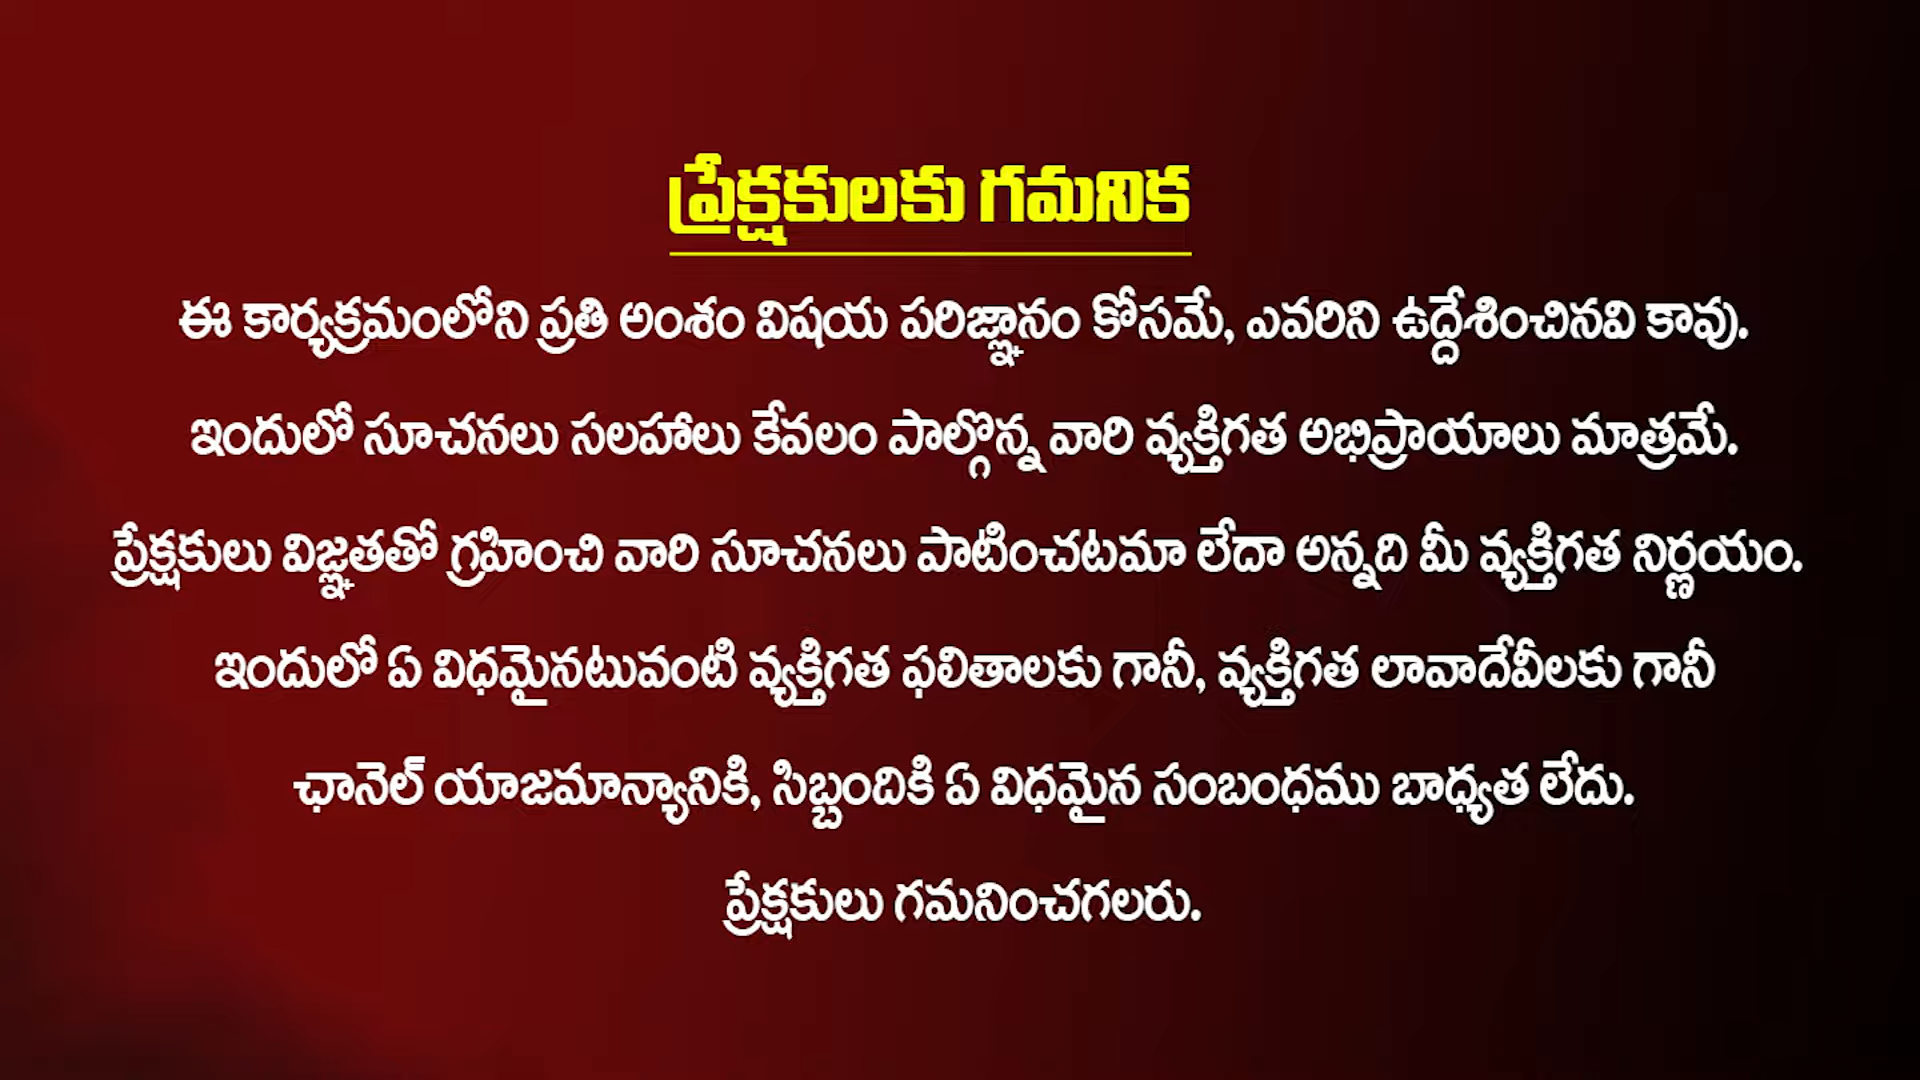 ప్రేక్షకులకు గమనిక
ఈ కార్యక్రమంలోని ప్రతి అంశం విషయ పరిజ్ఞానం కోసమే, ఎవరిని ఉద్దేశించినవి కావు.
ఇందులో సూచనలు సలహాలు కేవలం పాల్గొన్న వారి వ్యక్తిగత అభిప్రాయాలు మాత్రమే.
ప్రేక్షకులు విజ్ఞతతో గ్రహించి వారి సూచనలు పాటించటమా లేదా అన్నది మీ వ్యక్తిగత నిర్ణయం.
ఇందులో ఏ విధమైనటువంటి వ్యక్తిగత ఫలితాలకు గానీ, వ్యక్తిగత లావాదేవీలకు గానీ
ఛానెల్ యాజమాన్యానికి, సిబ్బందికి ఏ విధమైన సంబంధము బాధ్యత లేదు.
ప్రేక్షకులు గమనించగలరు.